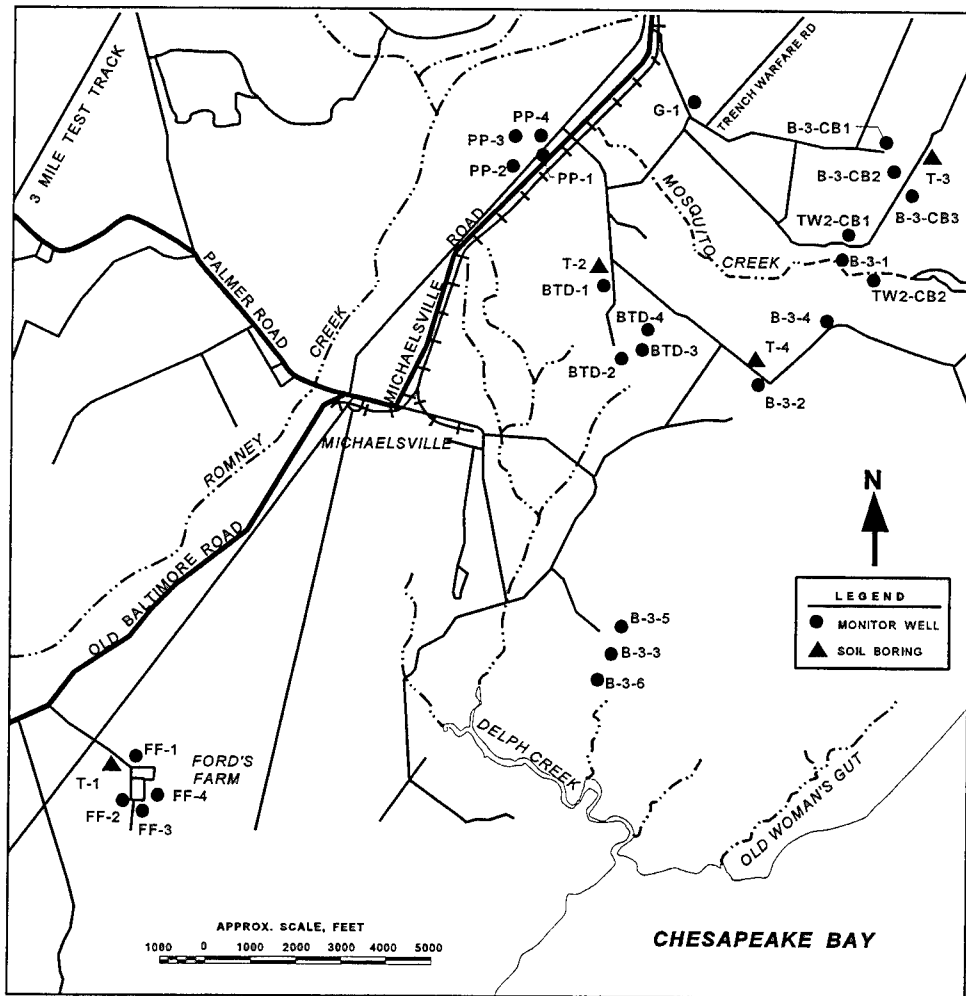 3 MILE TEST TRACK
TRENCH WARFARE RD
G-1
PP-4
PP-3
PP-2
PP-1
B-3-CB1
B-3-CB2
T-3
B-3-CB3
TW2-CB1
MOSQUITO
CREEK
B-3-1
TW2-CB2
ROAD
MICHAELSVILLE
PALMER ROAD
CREEK
ROMNEY
T-2
BTD-1
BTD-4
BTD-3
BTD-2
B-3-4
T-4
B-3-2
MICHAELSVILLE
OLD BALTIMORE ROAD
N
LEGEND
MONITOR WELL
SOIL BORING
B-3-5
B-3-3
B-3-6
DELPH CREEK
OLD WOMAN'S GUT
FF-1
T-1
FORD'S
FARM
FF-4
FF-2
FF-3
APPROX. SCALE, FEET
1080 0 1000 2000 3000 4000 5000
CHESAPEAKE BAY